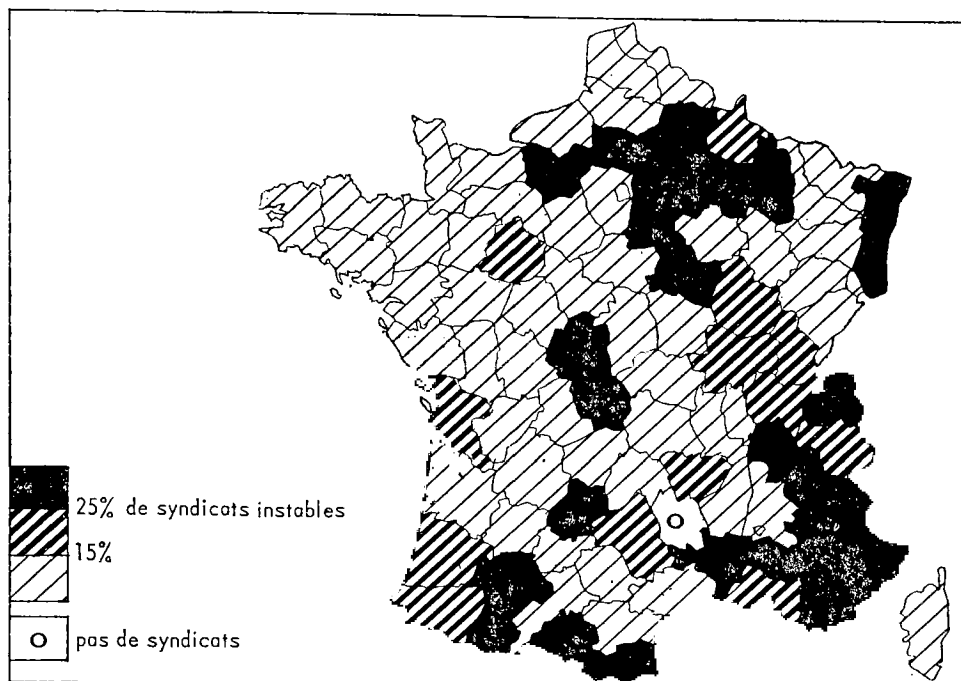 25% de syndicats instables
15%
O
pas de syndicats
O